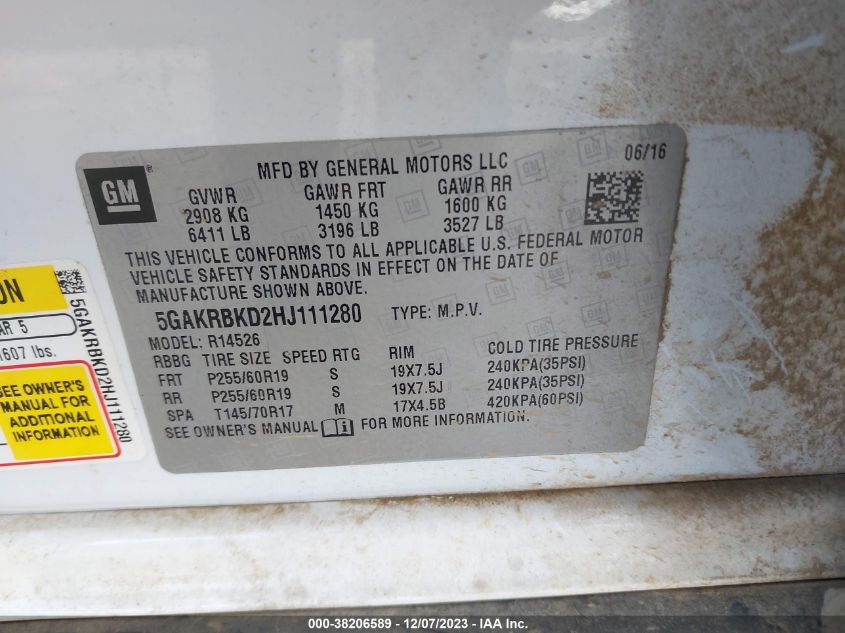 GM
MFD BY GENERAL MOTORS LLC
06/16
GVWR GAWR FRT GAWR RR
2908 KG 1450 KG 1600 KG
6411 LB 3196 LB 3527 LB
THIS VEHICLE CONFORMS TO ALL APPLICABLE U.S. FEDERAL MOTOR
VEHICLE SAFETY STANDARDS IN EFFECT ON THE DATE OF
MANUFACTURE SHOWN ABOVE.
5GAKRBKD2HJ111280 TYPE: M.P.V.
MODEL: R14526
RBBG TIRE SIZE SPEED RTG RIM COLD TIRE PRESSURE
FRT P255/60R19 S 19X7.5J 240KPA(35PSI)
RR P255/60R19 S 19X7.5J 240KPA(35PSI)
SPA T145/70R17 M 17X4.5B 420KPA(60PSI)
SEE OWNER'S MANUAL FOR MORE INFORMATION.
ON
AR 5
1607 lbs.
SEE OWNER'S
MANUAL FOR
ADDITIONAL
INFORMATION
5GAKRBKD2HJ111280
000-38206589 - 12/07/2023 - IAA Inc.